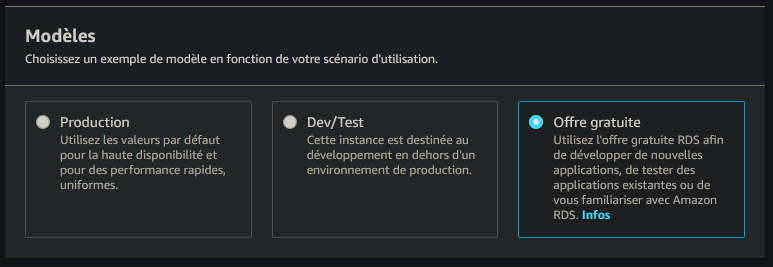 Modèles
Choisissez un exemple de modèle en fonction de votre scénario d'utilisation.
Production
Utilisez les valeurs par défaut
pour la haute disponibilité et
pour des performance rapides,
uniformes.
Dev/Test
Cette instance est destinée au
développement en dehors d'un
environnement de production.
Offre gratuite
Utilisez l'offre gratuite RDS afin
de développer de nouvelles
applications, de tester des
applications existantes ou de
vous familiariser avec Amazon
RDS. Infos